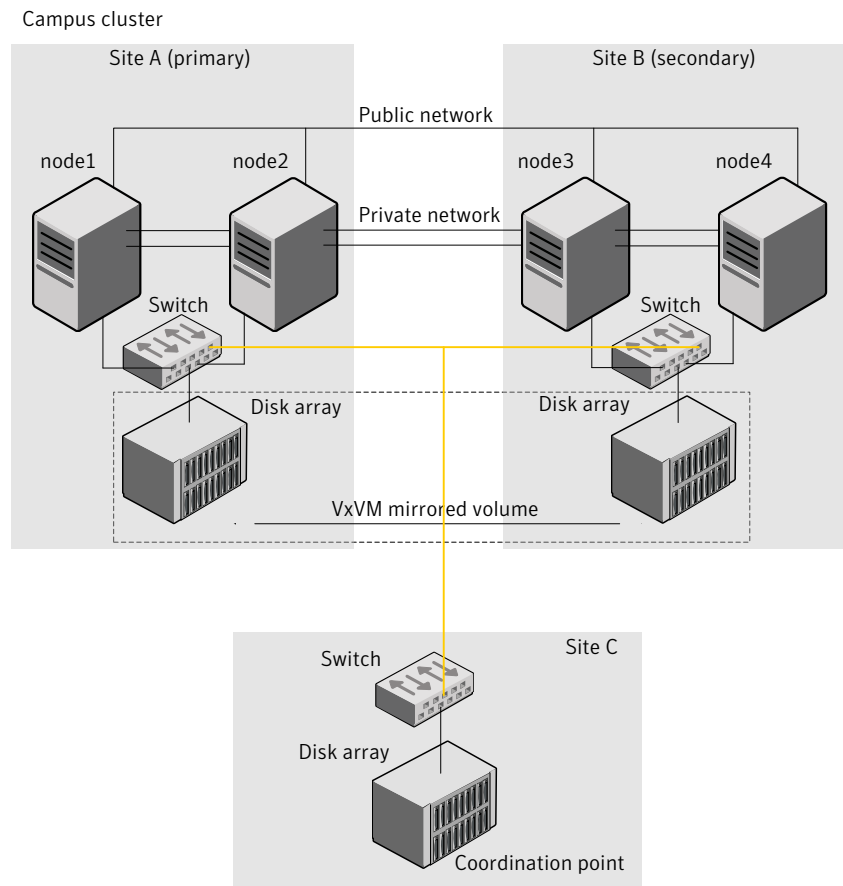 Campus cluster
Site A (primary)
Site B (secondary)
Public network
node1
node2
node3
node4
Private network
Switch
Switch
Disk array
Disk array
VxVM mirrored volume
Site C
Switch
Disk array
Coordination point